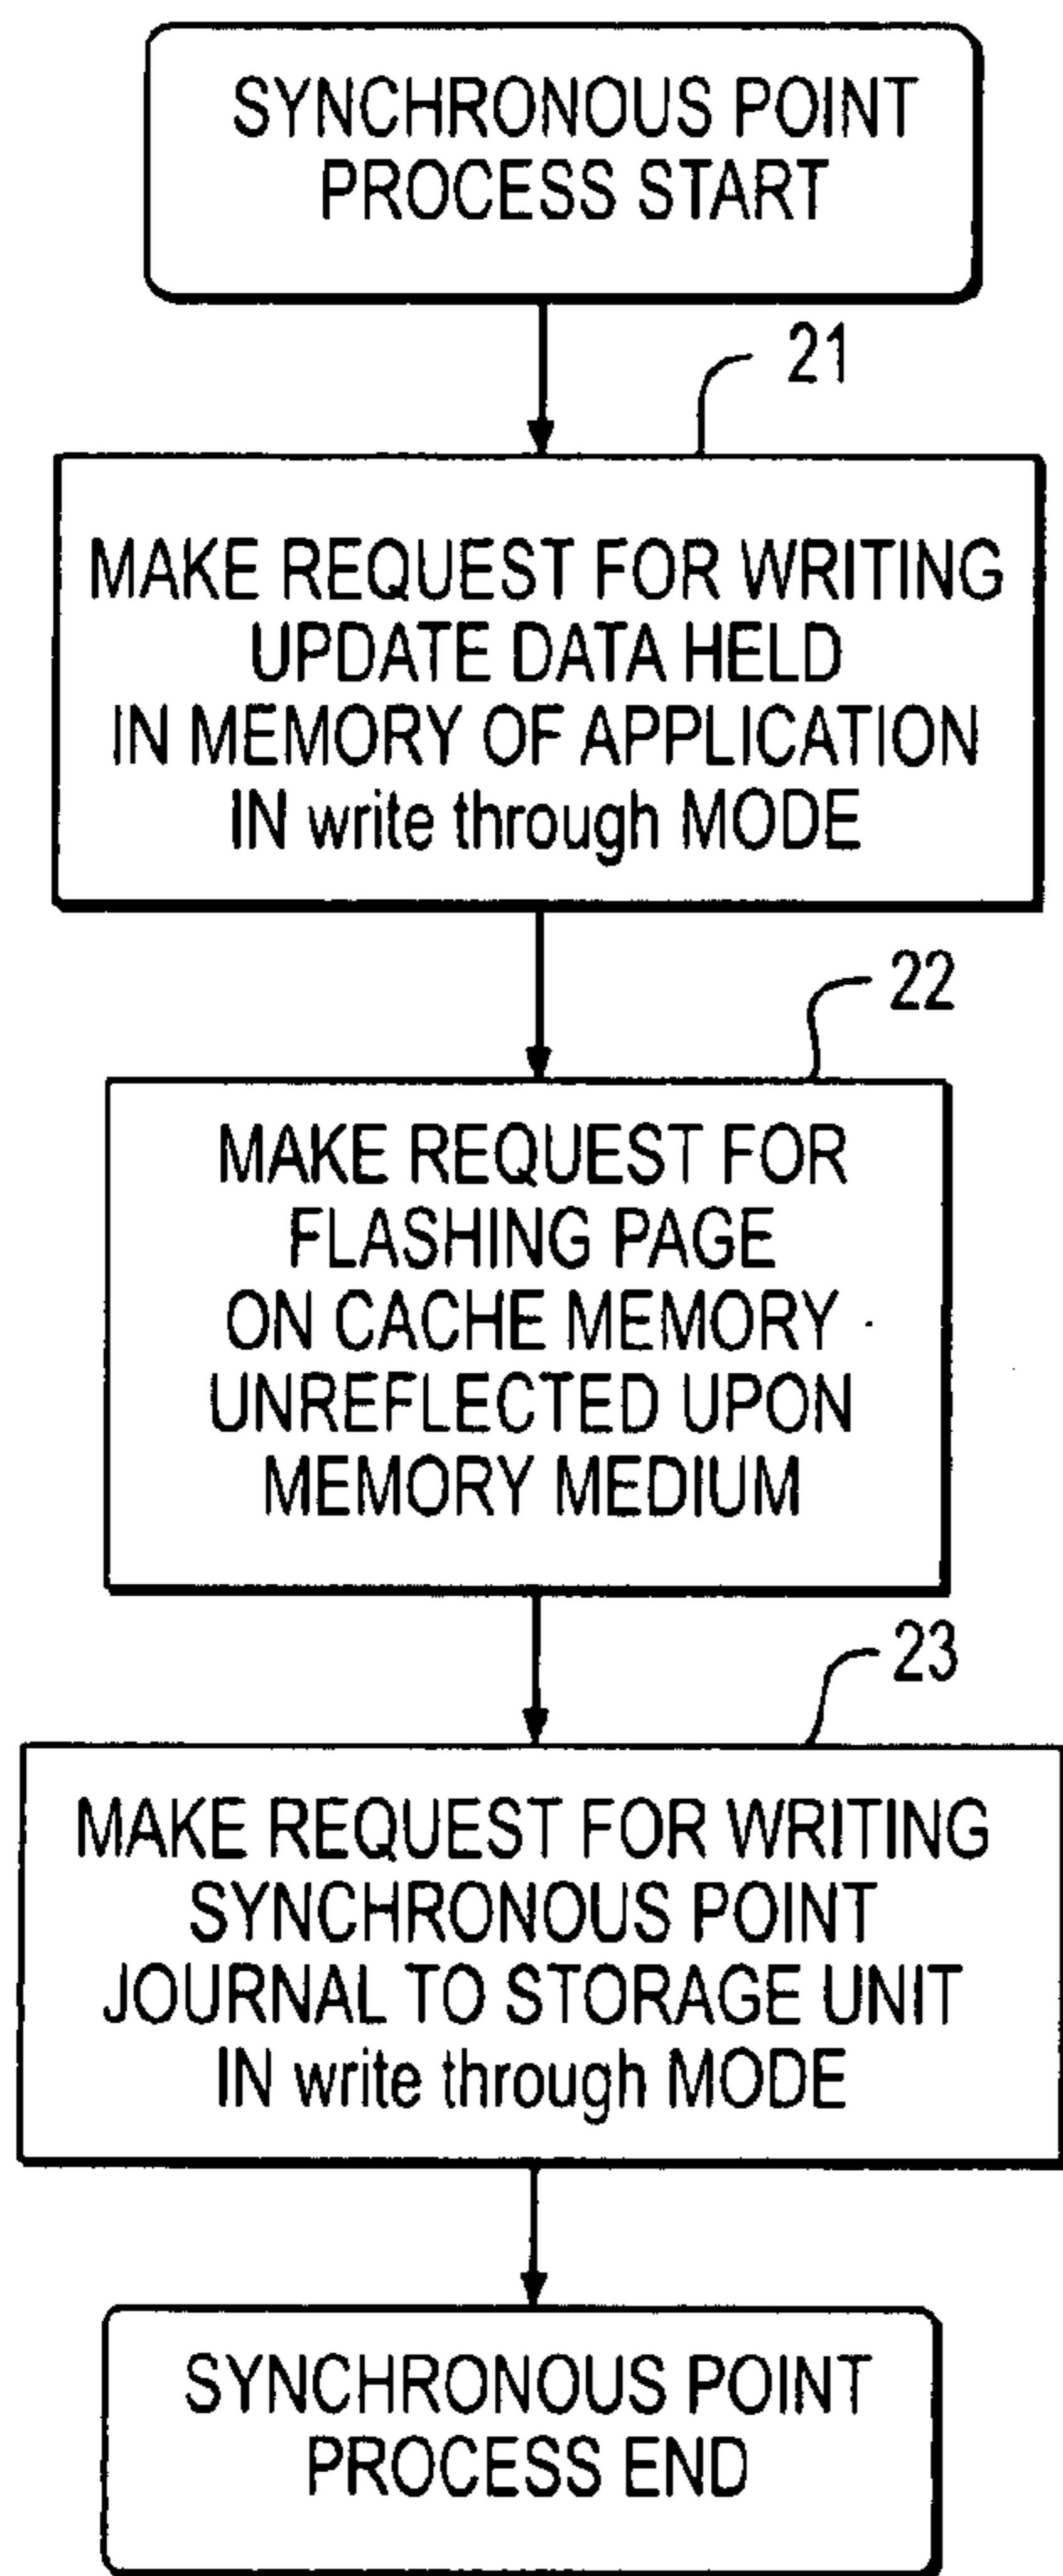 SYNCHRONOUS POINT
PROCESS START
21
MAKE REQUEST FOR WRITING
UPDATE DATA HELD
IN MEMORY OF APPLICATION
IN write through MODE
22
MAKE REQUEST FOR
FLASHING PAGE
ON CACHE MEMORY
UNREFLECTED UPON
MEMORY MEDIUM
23
MAKE REQUEST FOR WRITING
SYNCHRONOUS POINT
JOURNAL TO STORAGE UNIT
IN write through MODE
SYNCHRONOUS POINT
PROCESS END